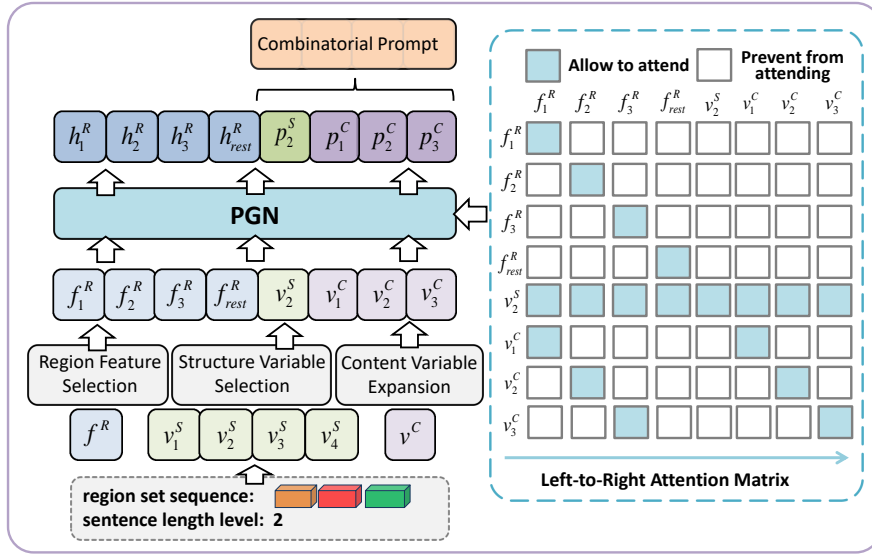 Combinatorial Prompt
h₁ᴿ h₂ᴿ h₃ᴿ hᵣₑₛₜᴿ p₂ˢ p₁ᶜ p₂ᶜ p₃ᶜ
PGN
f₁ᴿ f₂ᴿ f₃ᴿ fᵣₑₛₜᴿ v₂ˢ v₁ᶜ v₂ᶜ v₃ᶜ
Region Feature
Selection
Structure Variable
Selection
Content Variable
Expansion
fᴿ v₁ˢ v₂ˢ v₃ˢ v₄ˢ vᶜ
region set sequence:
sentence length level: 2
Allow to attend
Prevent from
attending
f₁ᴿ f₂ᴿ f₃ᴿ fᵣₑₛₜᴿ v₂ˢ v₁ᶜ v₂ᶜ v₃ᶜ
f₁ᴿ
f₂ᴿ
f₃ᴿ
fᵣₑₛₜᴿ
v₂ˢ
v₁ᶜ
v₂ᶜ
v₃ᶜ
Left-to-Right Attention Matrix